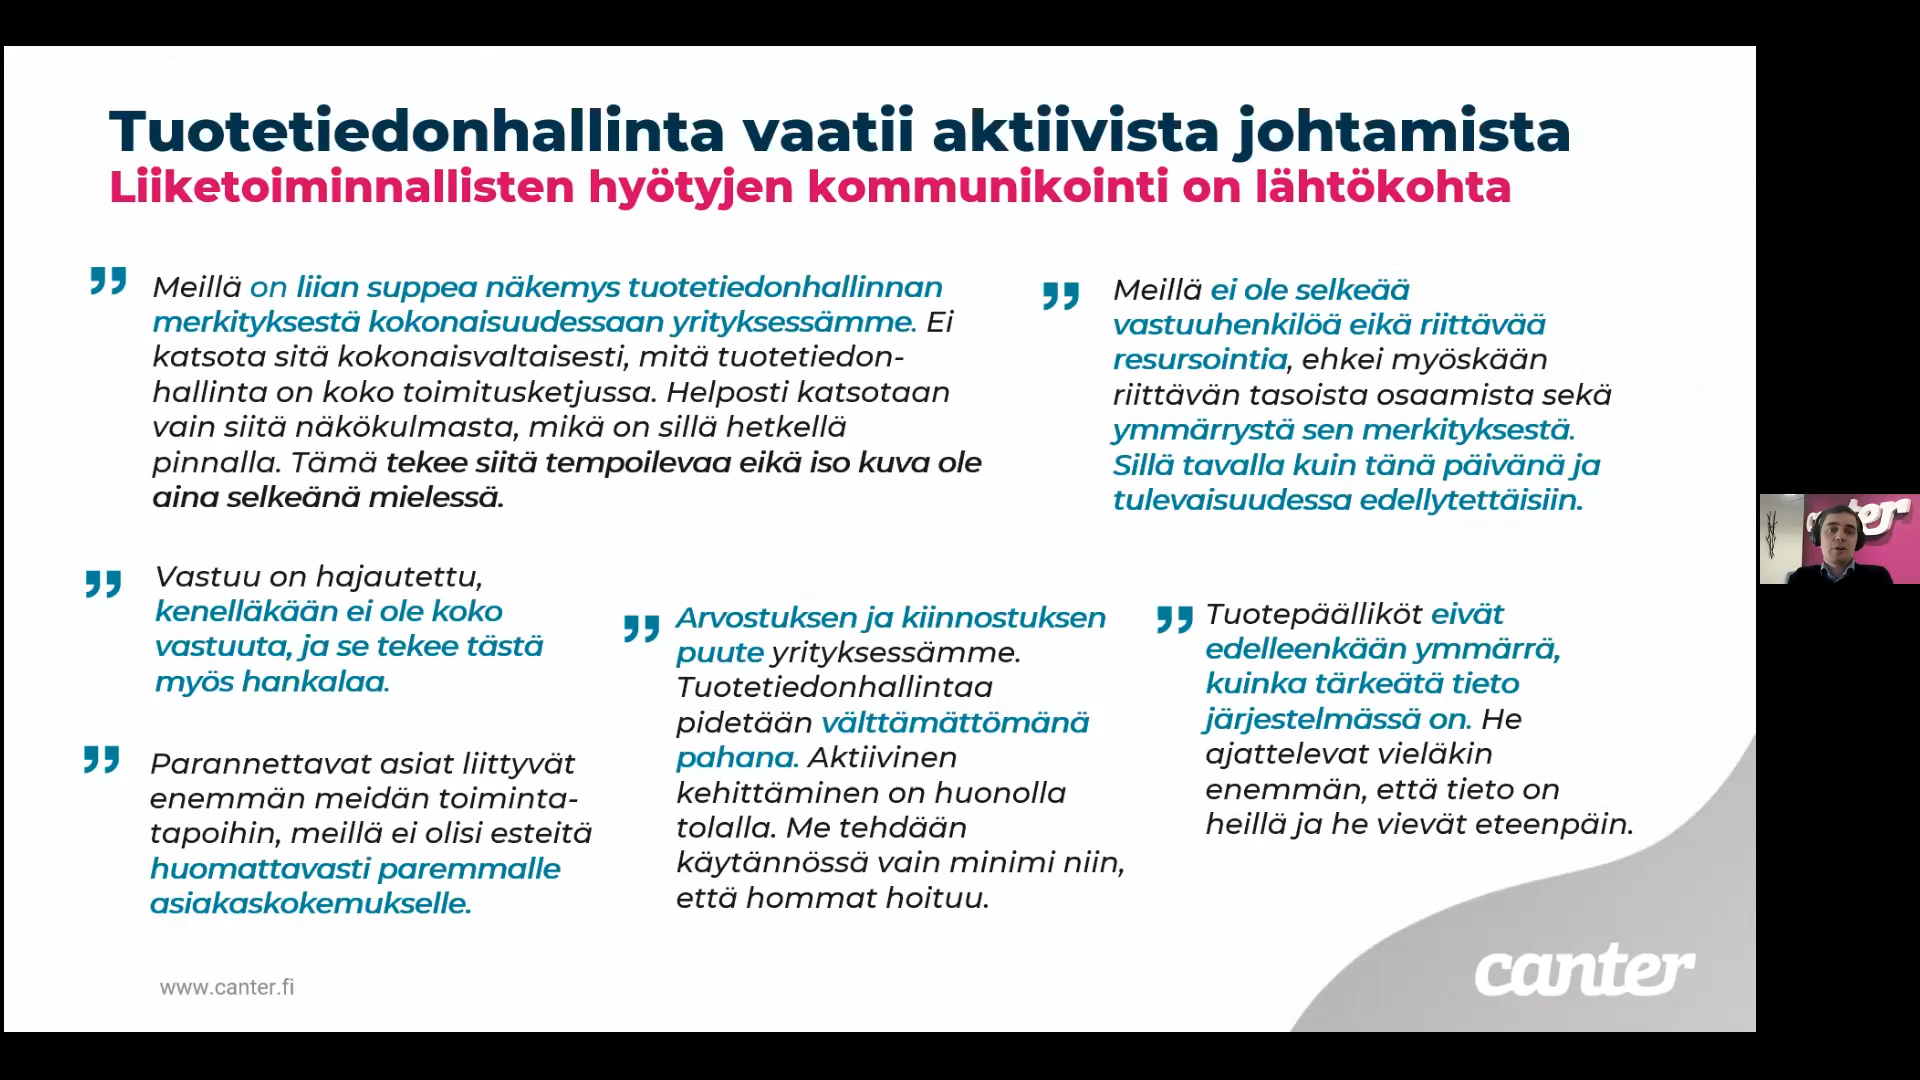 Tuotetiedonhallinta vaatii aktiivista johtamista
Liiketoiminnallisten hyötyjen kommunikointi on lähtökohta
” Meillä on liian suppea näkemys tuotetiedonhallinnan
merkityksestä kokonaisuudessaan yrityksessämme. Ei
katsota sitä kokonaisvaltaisesti, mitä tuotetiedon-
hallinta on koko toimitusketjussa. Helposti katsotaan
vain siitä näkökulmasta, mikä on sillä hetkellä
pinnalla. Tämä tekee siitä tempoilevaa eikä iso kuva ole
aina selkeänä mielessä.
” Meillä ei ole selkeää
vastuuhenkilöä eikä riittävää
resursointia, ehkei myöskään
riittävän tasoista osaamista sekä
ymmärrystä sen merkityksestä.
Sillä tavalla kuin tänä päivänä ja
tulevaisuudessa edellytettäisiin.
” Vastuu on hajautettu,
kenelläkään ei ole koko
vastuuta, ja se tekee tästä
myös hankalaa.
” Parannettavat asiat liittyvät
enemmän meidän toiminta-
tapoihin, meillä ei olisi esteitä
huomattavasti paremmalle
asiakaskokemukselle.
” Arvostuksen ja kiinnostuksen
puute yrityksessämme.
Tuotetiedonhallintaa
pidetään välttämättömänä
pahana. Aktiivinen
kehittäminen on huonolla
tolalla. Me tehdään
käytännössä vain minimi niin,
että hommat hoituu.
” Tuotepäälliköt eivät
edelleenkään ymmärrä,
kuinka tärkeätä tieto
järjestelmässä on. He
ajattelevat vieläkin
enemmän, että tieto on
heillä ja he vievät eteenpäin.
www.canter.fi
canter